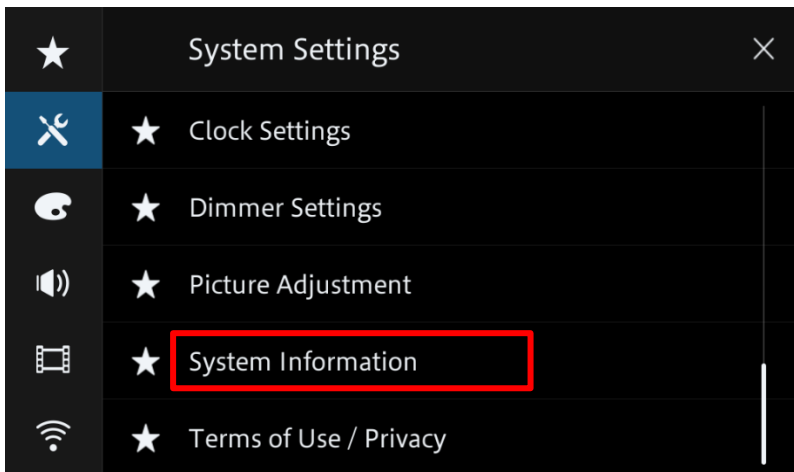 System Settings
Clock Settings
Dimmer Settings
Picture Adjustment
System Information
Terms of Use / Privacy